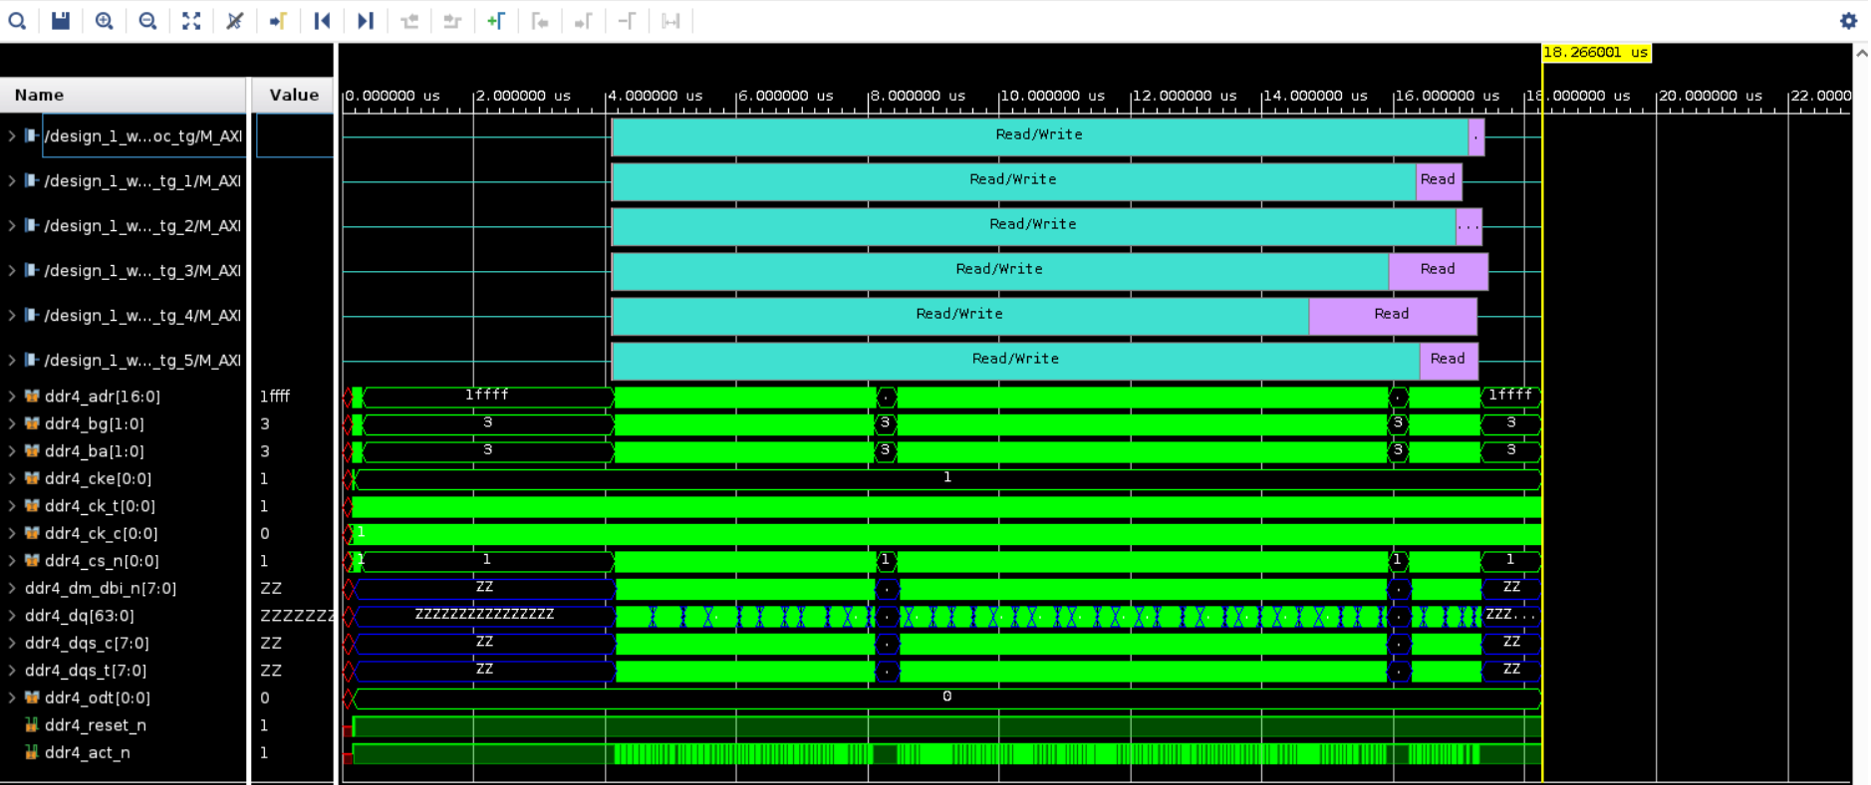 18.266001 us
Name Value 0.000000 us 2.000000 us 4.000000 us 6.000000 us 8.000000 us 10.000000 us 12.000000 us 14.000000 us 16.000000 us 18.000000 us 20.000000 us 22.0000
/design_1_w...oc_tg/M_AXI Read/Write .
/design_1_w..._tg_1/M_AXI Read/Write Read
/design_1_w..._tg_2/M_AXI Read/Write ...
/design_1_w..._tg_3/M_AXI Read/Write Read
/design_1_w..._tg_4/M_AXI Read/Write Read
/design_1_w..._tg_5/M_AXI Read/Write Read
ddr4_adr[16:0] 1ffff 1ffff . . 1ffff
ddr4_bg[1:0] 3 3 3 3 3
ddr4_ba[1:0] 3 3 3 3 3
ddr4_cke[0:0] 1 1
ddr4_ck_t[0:0] 1
ddr4_ck_c[0:0] 0 1
ddr4_cs_n[0:0] 1 1 1 1 1 1
ddr4_dm_dbi_n[7:0] ZZ ZZ . . ZZ
ddr4_dq[63:0] ZZZZZZZ ZZZZZZZZZZZZZZZZ . . ZZZ...
ddr4_dqs_c[7:0] ZZ ZZ . . ZZ
ddr4_dqs_t[7:0] ZZ ZZ . . ZZ
ddr4_odt[0:0] 0 0
ddr4_reset_n 1
ddr4_act_n 1